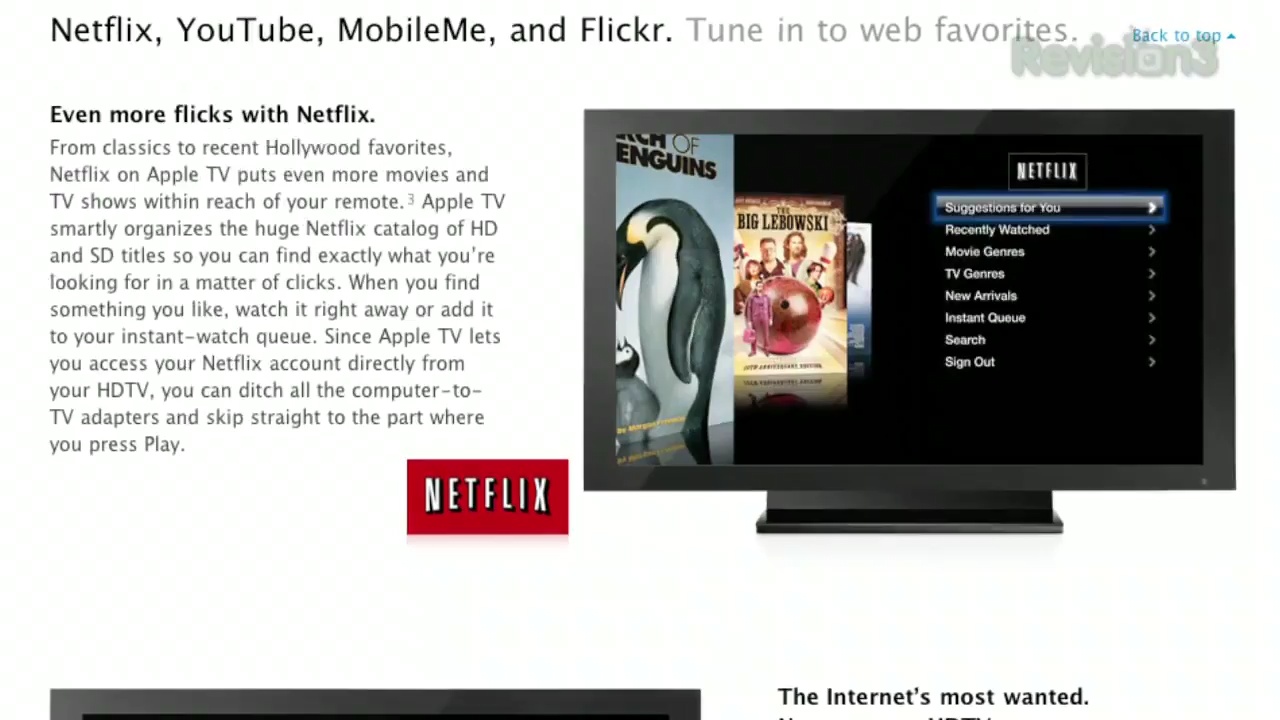 Netflix, YouTube, MobileMe, and Flickr. Tune in to web favorites.
Back to top
Revision3
Even more flicks with Netflix.
From classics to recent Hollywood favorites,
Netflix on Apple TV puts even more movies and
TV shows within reach of your remote.3 Apple TV
smartly organizes the huge Netflix catalog of HD
and SD titles so you can find exactly what you're
looking for in a matter of clicks. When you find
something you like, watch it right away or add it
to your instant-watch queue. Since Apple TV lets
you access your Netflix account directly from
your HDTV, you can ditch all the computer-to-
TV adapters and skip straight to the part where
you press Play.
NETFLIX
RCH OF
ENGUINS
THE
BIG LEBOWSKI
10TH ANNIVERSARY EDITION
NETFLIX
Suggestions for You
Recently Watched
Movie Genres
TV Genres
New Arrivals
Instant Queue
Search
Sign Out
The Internet's most wanted.